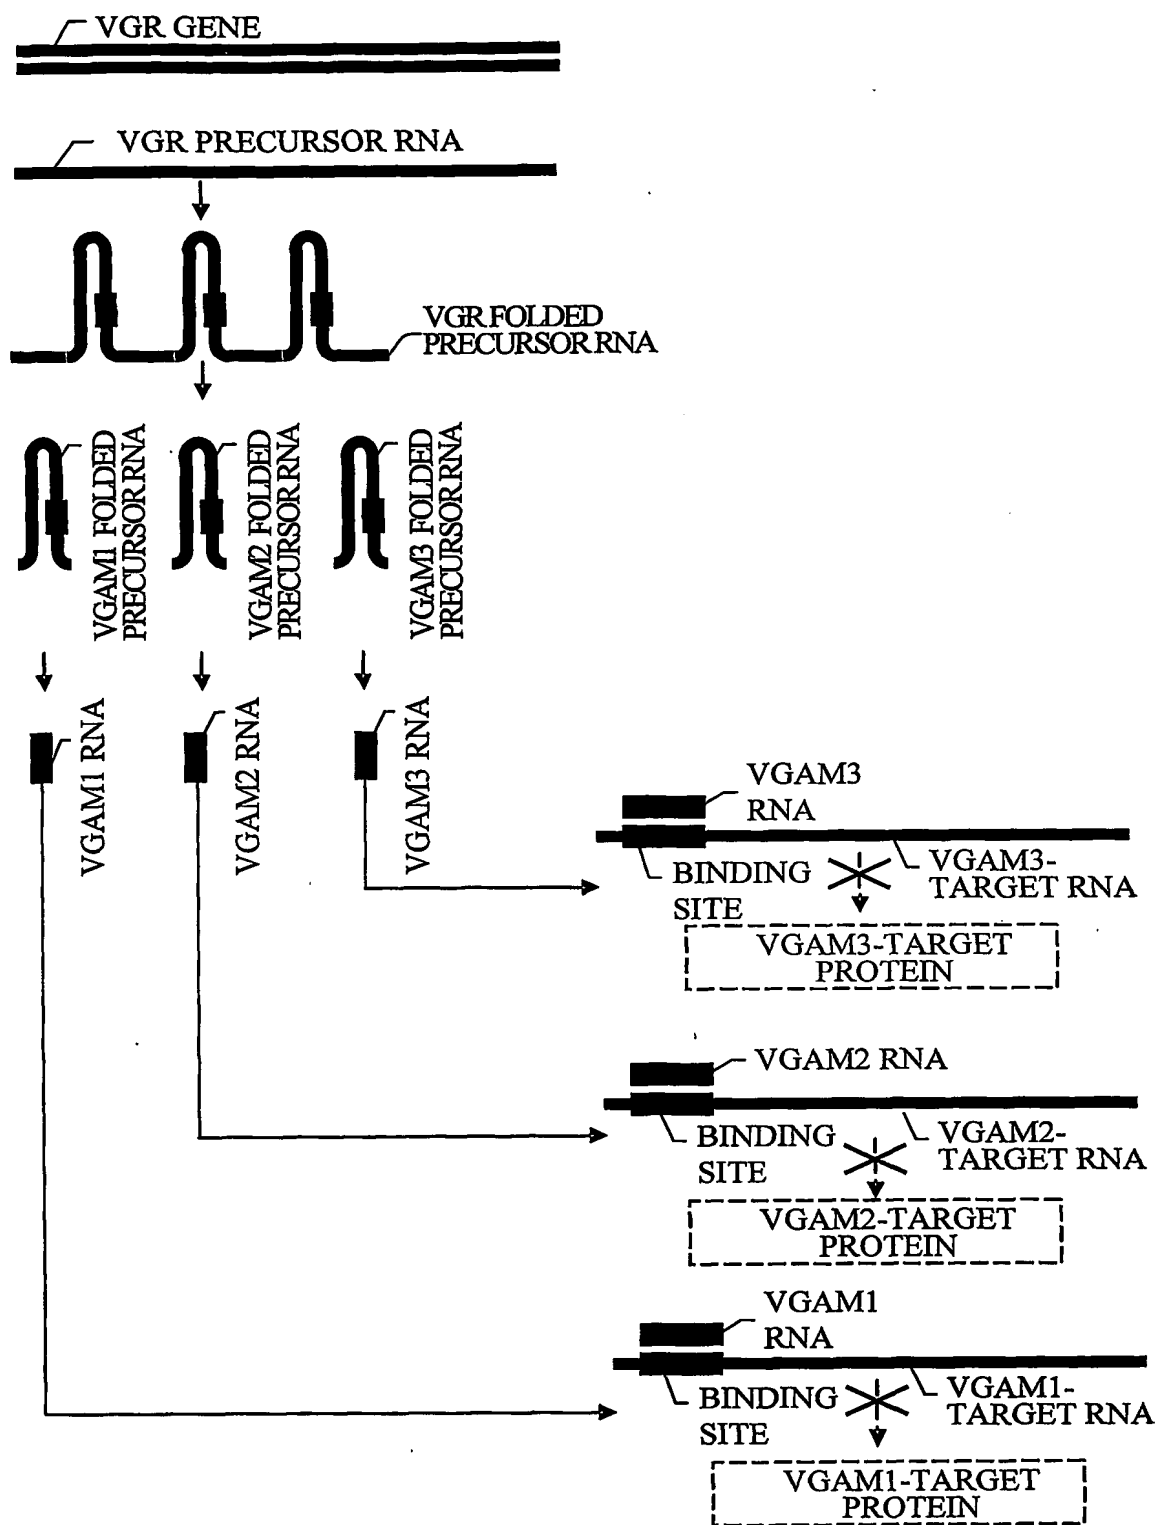 VGR GENE
VGR PRECURSOR RNA
VGR FOLDED
PRECURSOR RNA
VGAM1 FOLDED
PRECURSOR RNA
VGAM2 FOLDED
PRECURSOR RNA
VGAM3 FOLDED
PRECURSOR RNA
VGAM1 RNA
VGAM2 RNA
VGAM3 RNA
VGAM3
RNA
BINDING
SITE
VGAM3-
TARGET RNA
VGAM3-TARGET
PROTEIN
VGAM2 RNA
BINDING
SITE
VGAM2-
TARGET RNA
VGAM2-TARGET
PROTEIN
VGAM1
RNA
BINDING
SITE
VGAM1-
TARGET RNA
VGAM1-TARGET
PROTEIN